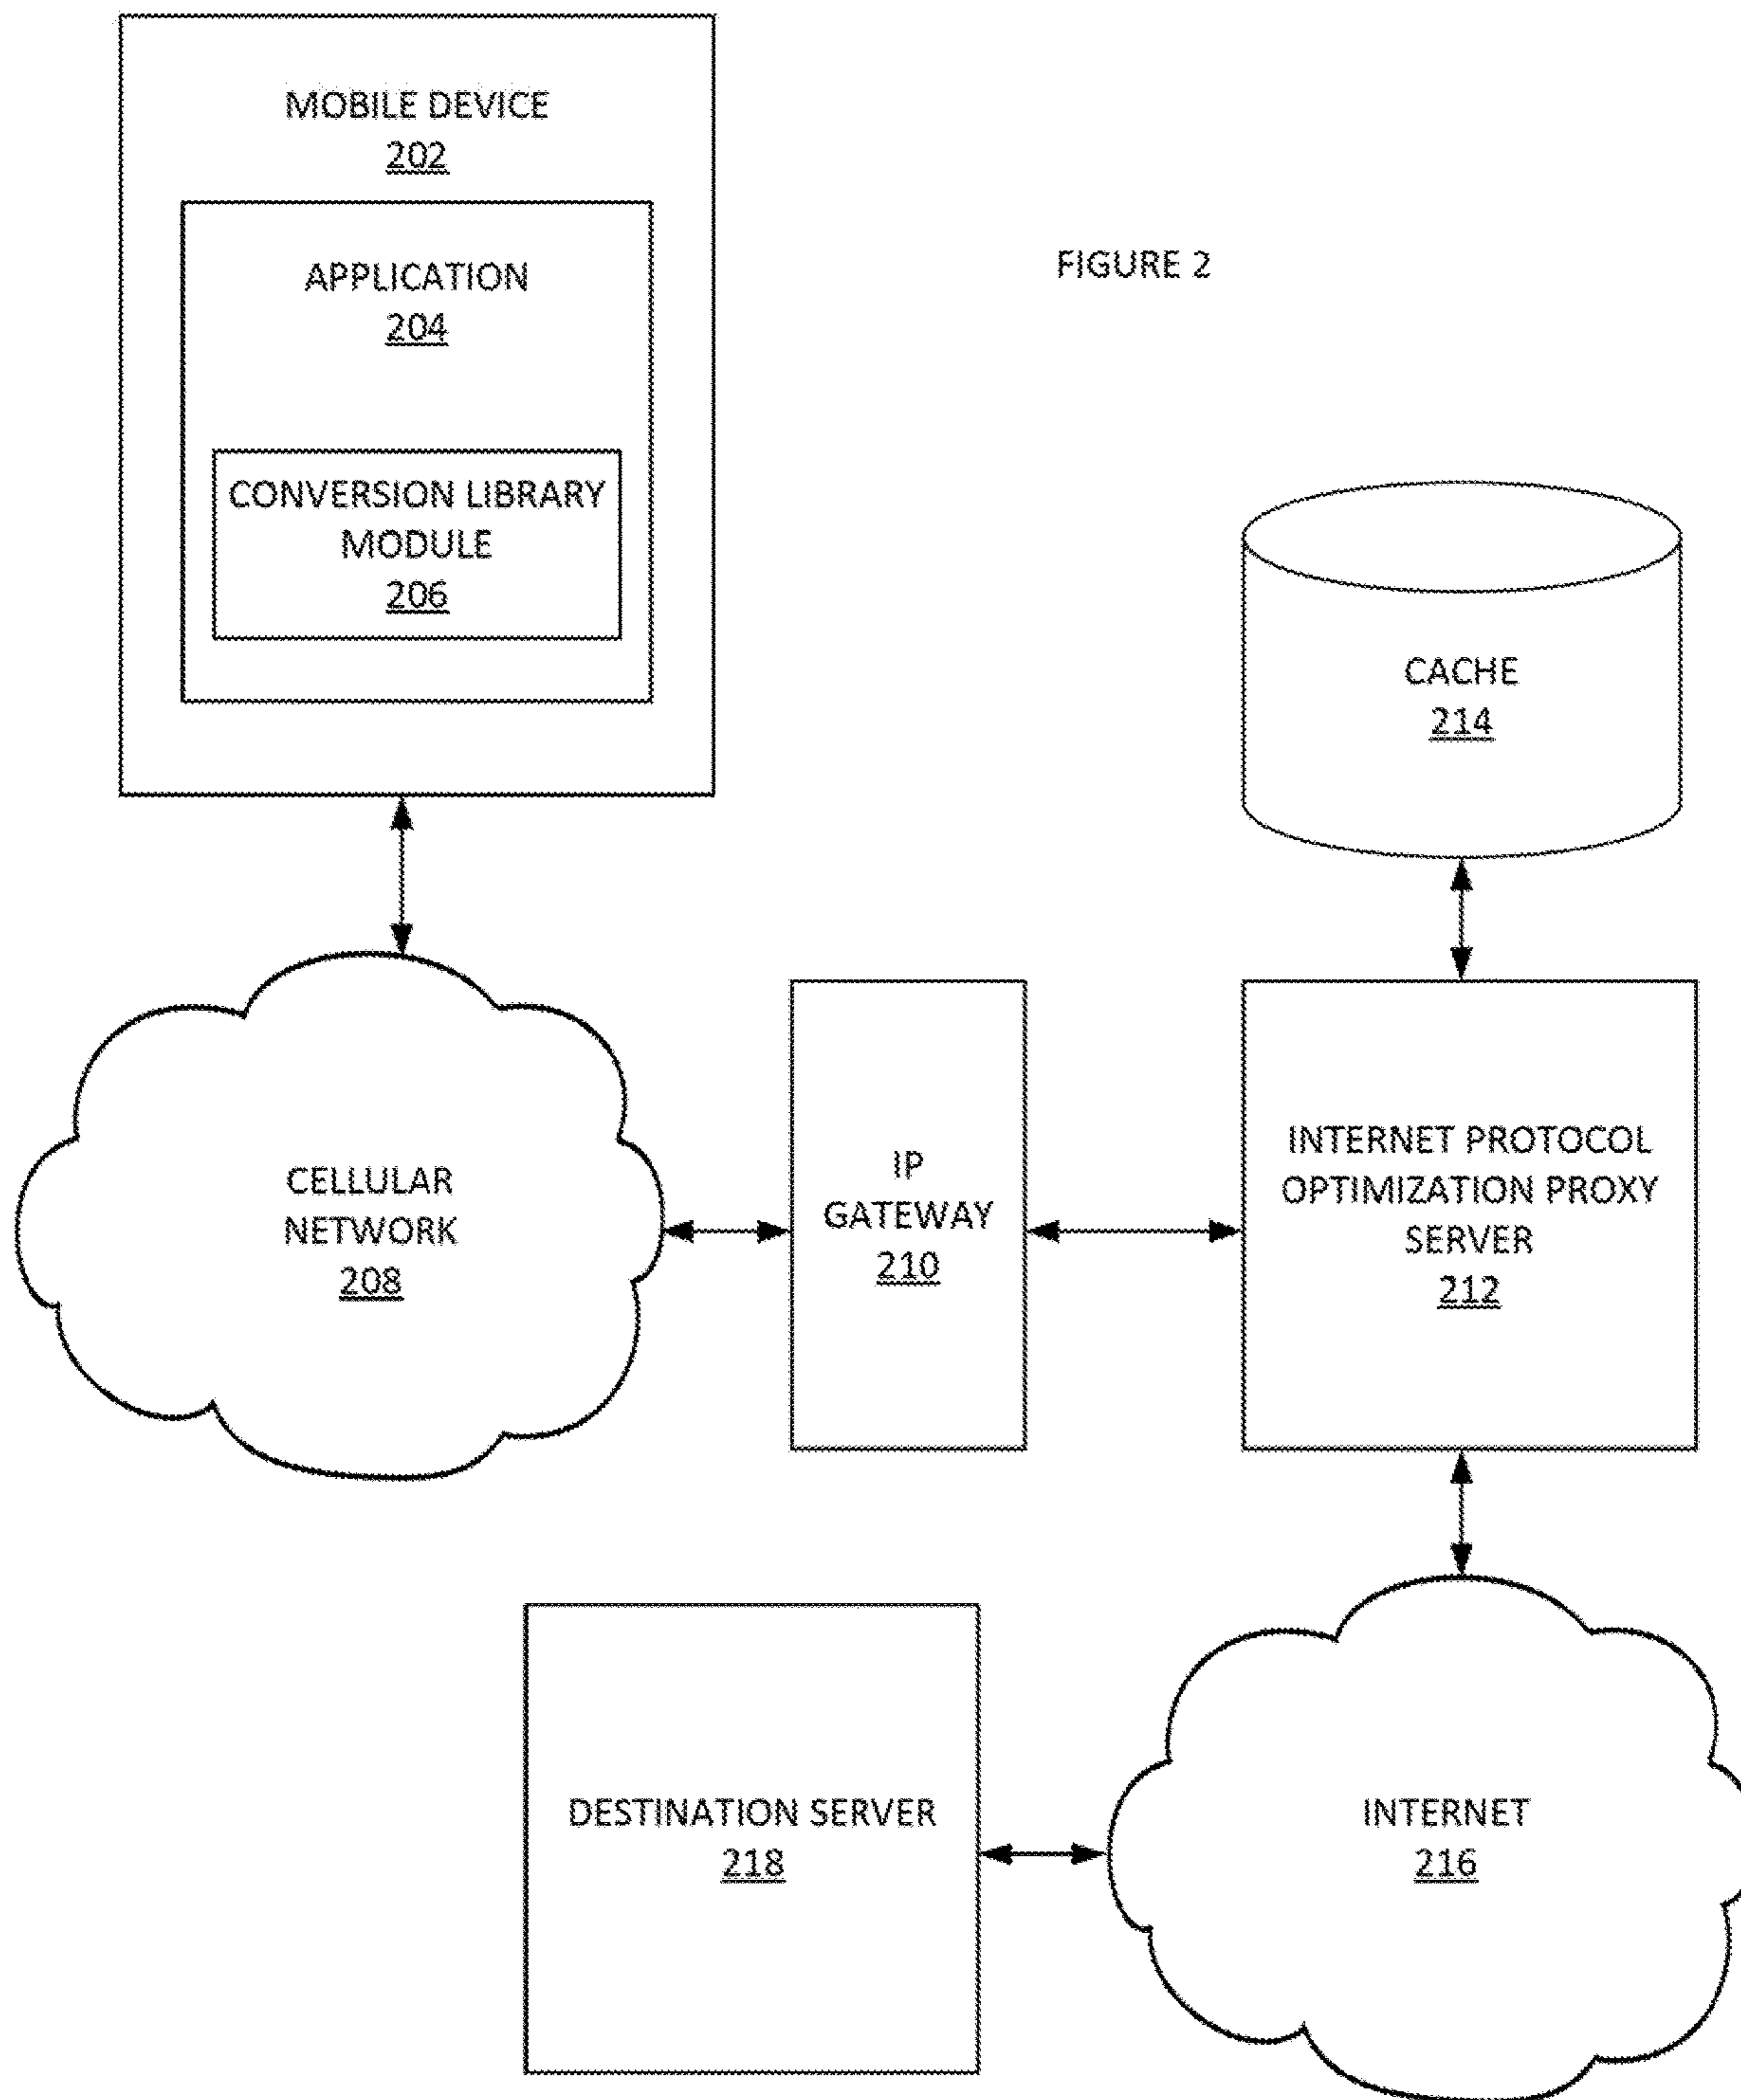 MOBILE DEVICE
202
APPLICATION
204
FIGURE 2
CONVERSION LIBRARY
MODULE
206
CACHE
214
CELLULAR
NETWORK
208
IP
GATEWAY
210
INTERNET PROTOCOL
OPTIMIZATION PROXY
SERVER
212
DESTINATION SERVER
218
INTERNET
216